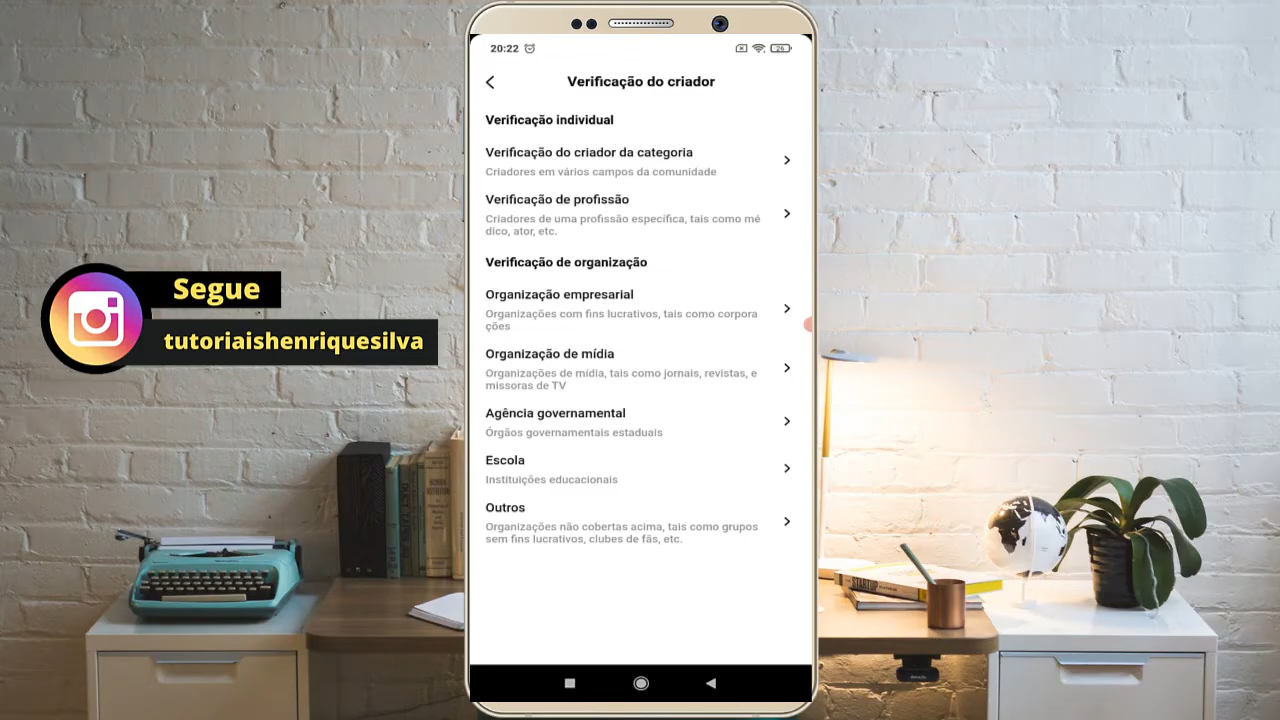 Segue
tutoriaishenriquesilva
20:22
26
Verificação do criador
Verificação individual
Verificação do criador da categoria
Criadores em vários campos da comunidade
Verificação de profissão
Criadores de uma profissão específica, tais como mé
dico, ator, etc.
Verificação de organização
Organização empresarial
Organizações com fins lucrativos, tais como corpora
ções
Organização de mídia
Organizações de mídia, tais como jornais, revistas, e
missoras de TV
Agência governamental
Órgãos governamentais estaduais
Escola
Instituições educacionais
Outros
Organizações não cobertas acima, tais como grupos
sem fins lucrativos, clubes de fãs, etc.
STARTUP